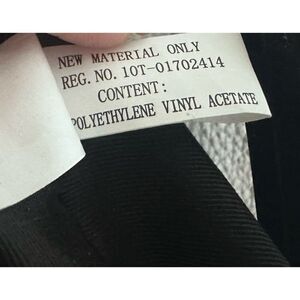 NEW MATERIAL ONLY
REG. NO. 10T-01702414
CONTENT:
POLYETHYLENE VINYL ACETATE